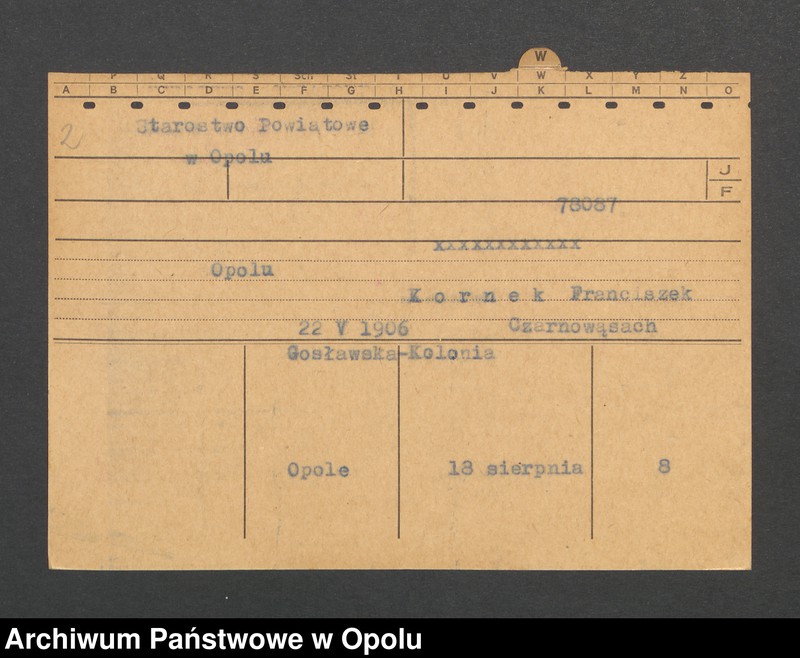 W
P Q R S Sch St T U V W X Y Z
A B C D E F G H I J K L M N O
2 Starostwo Powiatowe
w Opolu
J
F
78087
xxxxxxxxxxxx
Opolu
Kornek Franciszek
22 V 1906 Czarnowąsach
Gosławska-Kolonia
Opole 18 sierpnia 8
Archiwum Państwowe w Opolu